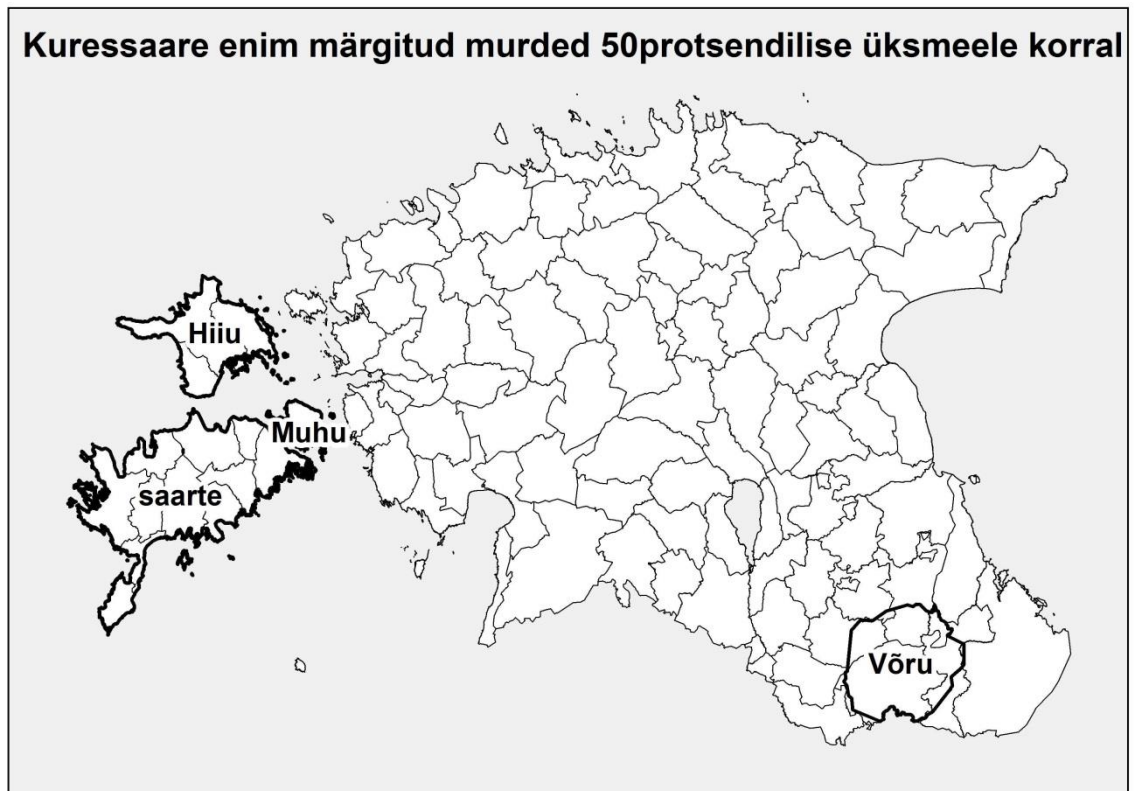 Kuressaare enim märgitud murded 50protsendilise üksmeele korral
Hiiu
Muhu
saarte
Võru